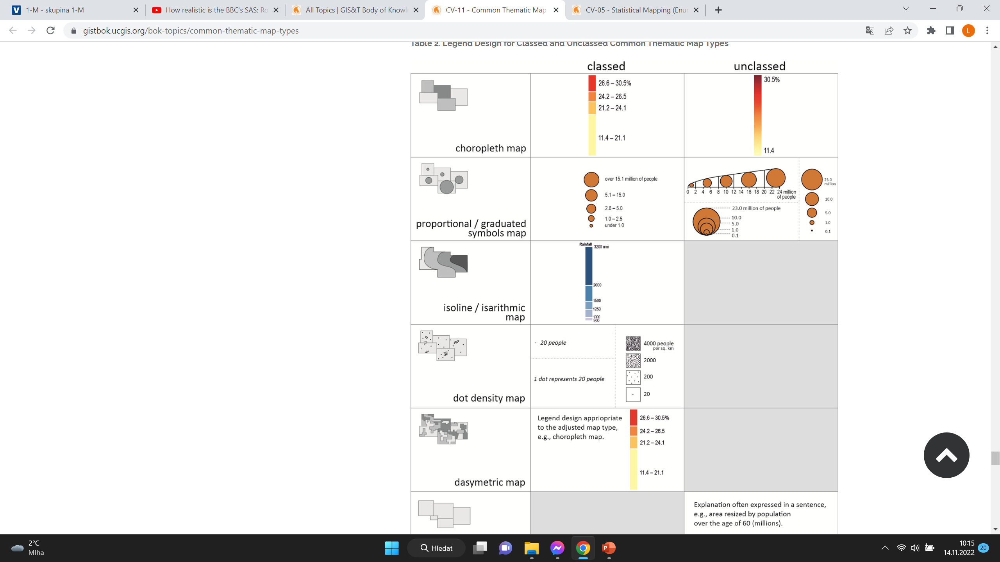 1-M - skupina 1-M
How realistic is the BBC's SAS: Ro
All Topics | GIS&T Body of Knowl
CV-11 - Common Thematic Map
CV-05 - Statistical Mapping (Enur
gistbok.ucgis.org/bok-topics/common-thematic-map-types
L
Table 2. Legend Design for Classed and Unclassed Common Thematic Map Types
classed
unclassed
choropleth map
26.6 – 30.5%
24.2 – 26.5
21.2 – 24.1
11.4 – 21.1
30.5%
11.4
proportional / graduated
symbols map
over 15.1 million of people
5.1 – 15.0
2.6 – 5.0
1.0 – 2.5
under 1.0
0 2 4 6 8 10 12 14 16 18 20 22 24 million
of people
23.0 million of people
10.0
5.0
1.0
0.1
23.0
million
10.0
5.0
1.0
0.1
isoline / isarithmic
map
Rainfall
3200 mm
2000
1500
1250
1000
900
dot density map
20 people
1 dot represents 20 people
4000 people
per sq. km
2000
200
20
dasymetric map
Legend design appriopriate
to the adjusted map type,
e.g., choropleth map.
26.6 – 30.5%
24.2 – 26.5
21.2 – 24.1
11.4 – 21.1
Explanation often expressed in a sentence,
e.g., area resized by population
over the age of 60 (millions).
2°C
Mlha
Hledat
10:15
14.11.2022
20